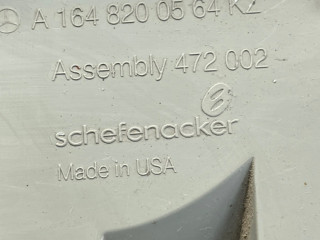 A 164 820 05 64 KZ
Assembly 472 002
schefenacker
Made in USA